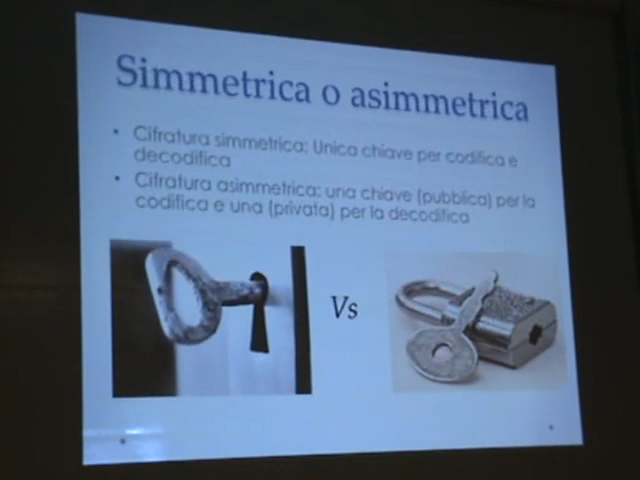 Simmetrica o asimmetrica
• Cifratura simmetrica: Unica chiave per codifica e
decodifica
• Cifratura asimmetrica: una chiave (pubblica) per la
codifica e una (privata) per la decodifica
Vs